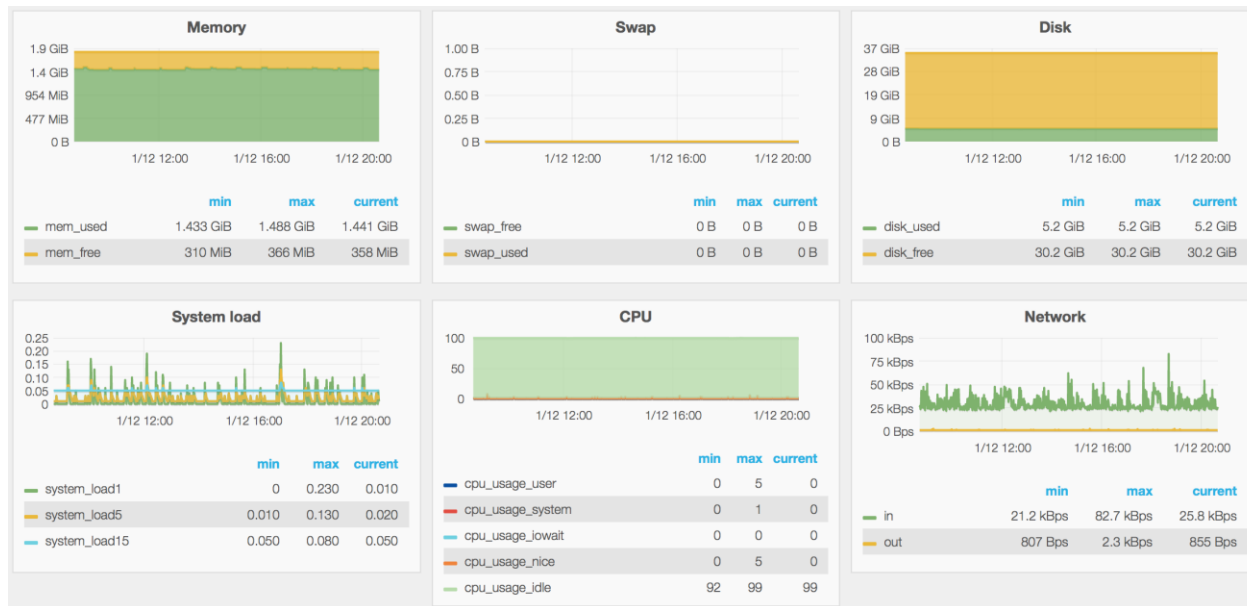 Memory
1.9 GiB
1.4 GiB
954 MiB
477 MiB
0 B
1/12 12:00 1/12 16:00 1/12 20:00
min max current
mem_used 1.433 GiB 1.488 GiB 1.441 GiB
mem_free 310 MiB 366 MiB 358 MiB
Swap
1.00 B
0.75 B
0.50 B
0.25 B
0 B
1/12 12:00 1/12 16:00 1/12 20:00
min max current
swap_free 0 B 0 B 0 B
swap_used 0 B 0 B 0 B
Disk
37 GiB
28 GiB
19 GiB
9 GiB
0 B
1/12 12:00 1/12 16:00 1/12 20:00
min max current
disk_used 5.2 GiB 5.2 GiB 5.2 GiB
disk_free 30.2 GiB 30.2 GiB 30.2 GiB
System load
0.25
0.20
0.15
0.10
0.05
0
1/12 12:00 1/12 16:00 1/12 20:00
min max current
system_load1 0 0.230 0.010
system_load5 0.010 0.130 0.020
system_load15 0.050 0.080 0.050
CPU
100
50
0
1/12 12:00 1/12 16:00 1/12 20:00
min max current
cpu_usage_user 0 5 0
cpu_usage_system 0 1 0
cpu_usage_iowait 0 0 0
cpu_usage_nice 0 5 0
cpu_usage_idle 92 99 99
Network
100 kBps
75 kBps
50 kBps
25 kBps
0 Bps
1/12 12:00 1/12 16:00 1/12 20:00
min max current
in 21.2 kBps 82.7 kBps 25.8 kBps
out 807 Bps 2.3 kBps 855 Bps